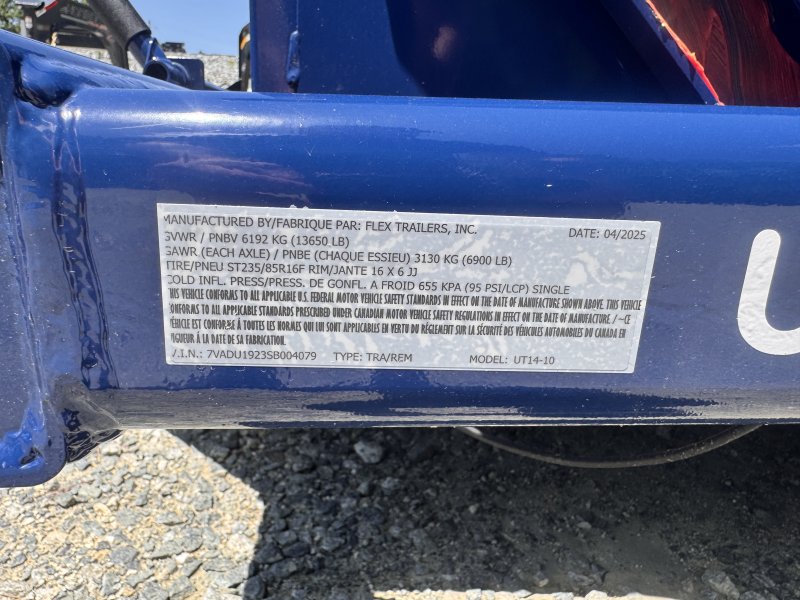 MANUFACTURED BY/FABRIQUE PAR: FLEX TRAILERS, INC. DATE: 04/2025
GVWR / PNBV 6192 KG (13650 LB)
GAWR (EACH AXLE) / PNBE (CHAQUE ESSIEU) 3130 KG (6900 LB)
TIRE/PNEU ST235/85R16F RIM/JANTE 16 X 6 JJ
COLD INFL. PRESS/PRESS. DE GONFL. A FROID 655 KPA (95 PSI/LCP) SINGLE
THIS VEHICLE CONFORMS TO ALL APPLICABLE U.S. FEDERAL MOTOR VEHICLE SAFETY STANDARDS IN EFFECT ON THE DATE OF MANUFACTURE SHOWN ABOVE. THIS VEHICLE
CONFORMS TO ALL APPLICABLE STANDARDS PRESCRIBED UNDER CANADIAN MOTOR VEHICLE SAFETY REGULATIONS IN EFFECT ON THE DATE OF MANUFACTURE. / CE
VEHICULE EST CONFORME À TOUTES LES NORMES QUI LUI SONT APPLICABLES EN VERTU DU RÉGLEMENT SUR LA SÉCURITÉ DES VÉHICULES AUTOMOBILES DU CANADA EN
VIGUEUR À LA DATE DE SA FABRICATION.
V.I.N.: 7VADU1923SB004079 TYPE: TRA/REM MODEL: UT14-10
U